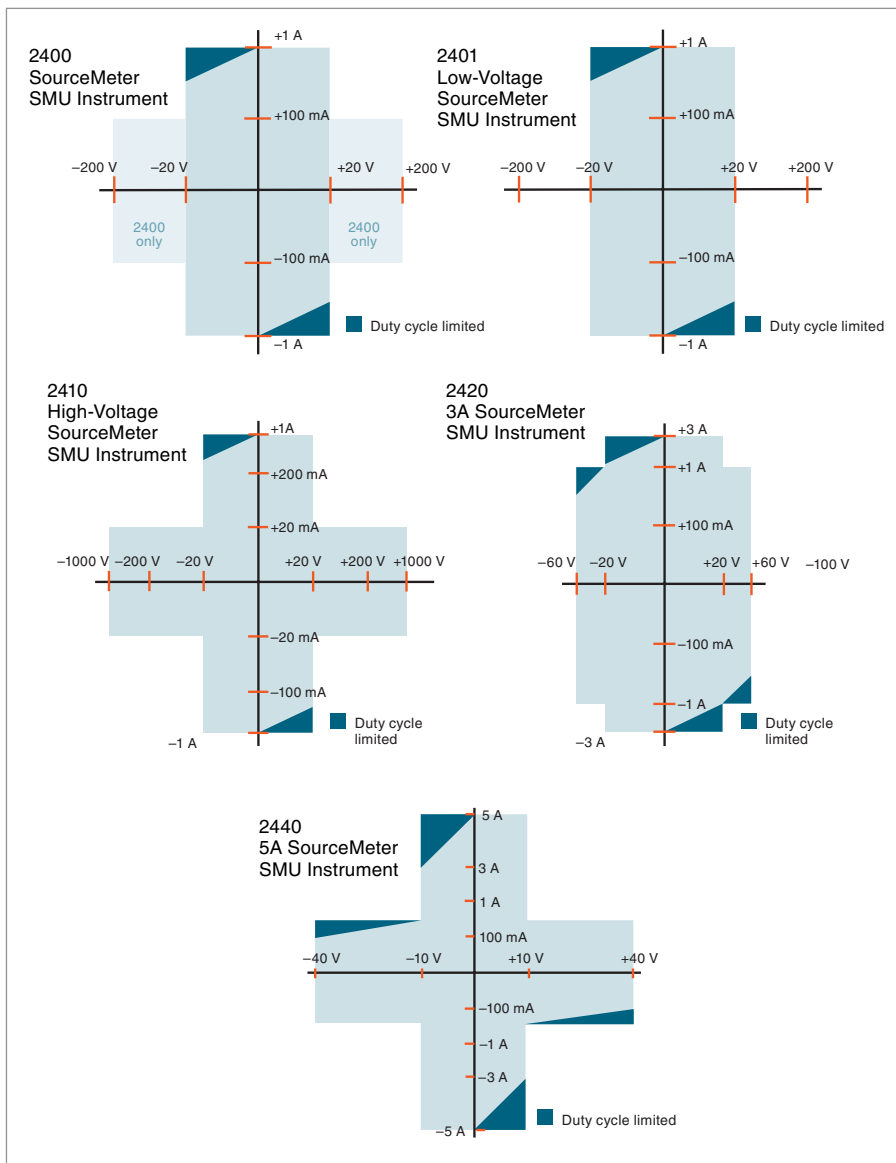 2400
SourceMeter
SMU Instrument
+1 A
+100 mA
–200 V
–20 V
+20 V
+200 V
2400
only
2400
only
–100 mA
–1 A
Duty cycle limited
2401
Low-Voltage
SourceMeter
SMU Instrument
+1 A
+100 mA
–200 V
–20 V
+20 V
+200 V
–100 mA
–1 A
Duty cycle limited
2410
High-Voltage
SourceMeter
SMU Instrument
+1A
+200 mA
+20 mA
–1000 V
–200 V
–20 V
+20 V
+200 V
+1000 V
–20 mA
–100 mA
–1 A
Duty cycle
limited
2420
3A SourceMeter
SMU Instrument
+3 A
+1 A
+100 mA
–60 V
–20 V
+20 V
+60 V
–100 V
–100 mA
–1 A
–3 A
Duty cycle
limited
2440
5A SourceMeter
SMU Instrument
5 A
3 A
1 A
100 mA
–40 V
–10 V
+10 V
+40 V
–100 mA
–1 A
–3 A
–5 A
Duty cycle limited